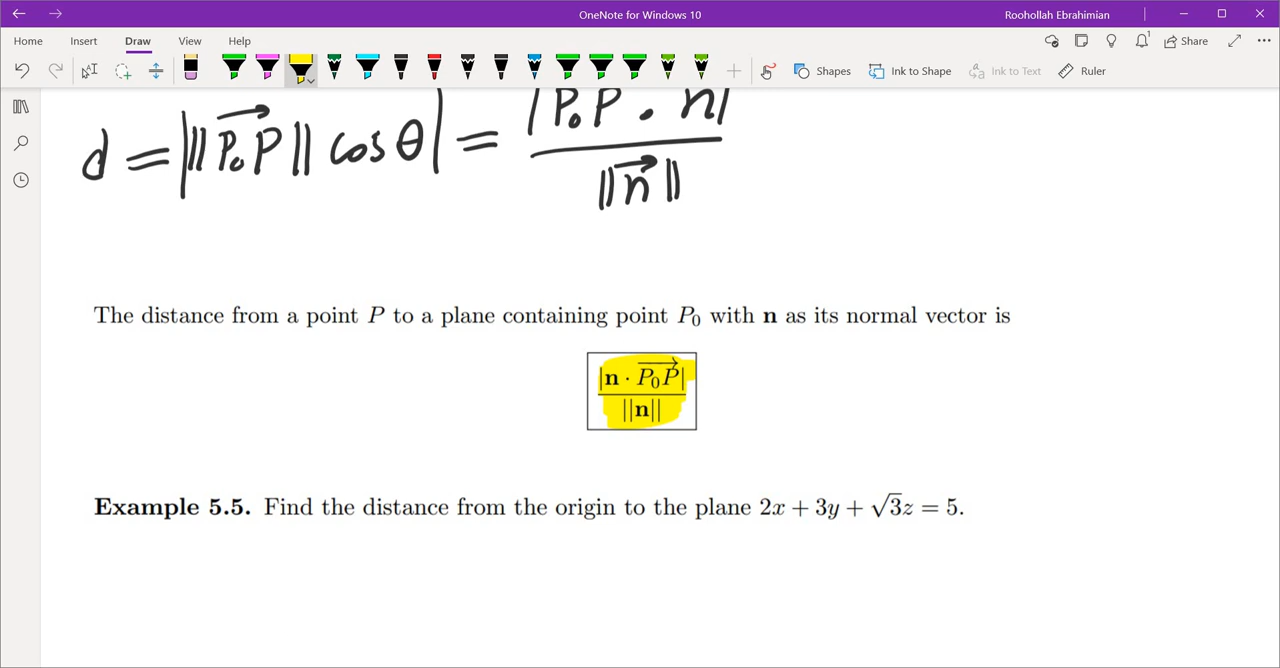 OneNote for Windows 10
Roohollah Ebrahimian
Home Insert Draw View Help
Share
Shapes Ink to Shape Ink to Text Ruler
d = | ||P₀P⃗|| cos θ | = |P₀P · n| / ||n⃗||
The distance from a point P to a plane containing point P₀ with n as its normal vector is
|n · P₀P⃗|
||n||
Example 5.5. Find the distance from the origin to the plane 2x + 3y + √3z = 5.